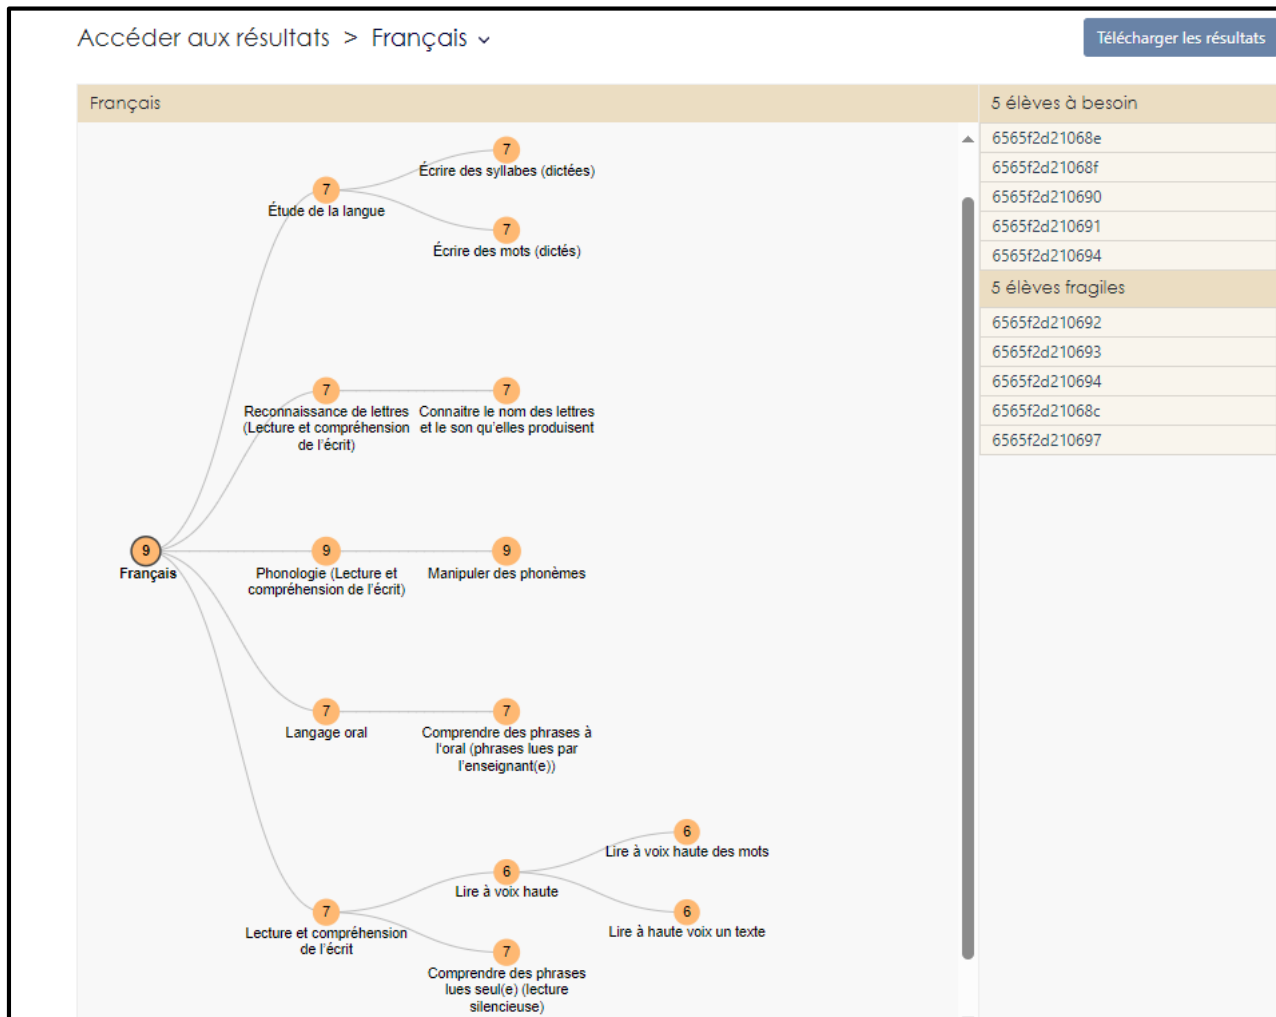 Accéder aux résultats > Français
Télécharger les résultats
Français
7
Écrire des syllabes (dictées)
7
Étude de la langue
7
Écrire des mots (dictés)
7
Reconnaissance de lettres
(Lecture et compréhension
de l'écrit)
7
Connaitre le nom des lettres
et le son qu'elles produisent
9
Français
9
Phonologie (Lecture et
compréhension de l'écrit)
9
Manipuler des phonèmes
7
Langage oral
7
Comprendre des phrases à
l'oral (phrases lues par
l'enseignant(e))
6
Lire à voix haute des mots
6
Lire à voix haute
7
Lecture et compréhension
de l'écrit
6
Lire à haute voix un texte
7
Comprendre des phrases
lues seul(e) (lecture
silencieuse)
5 élèves à besoin
6565f2d21068e
6565f2d21068f
6565f2d210690
6565f2d210691
6565f2d210694
5 élèves fragiles
6565f2d210692
6565f2d210693
6565f2d210694
6565f2d21068c
6565f2d210697